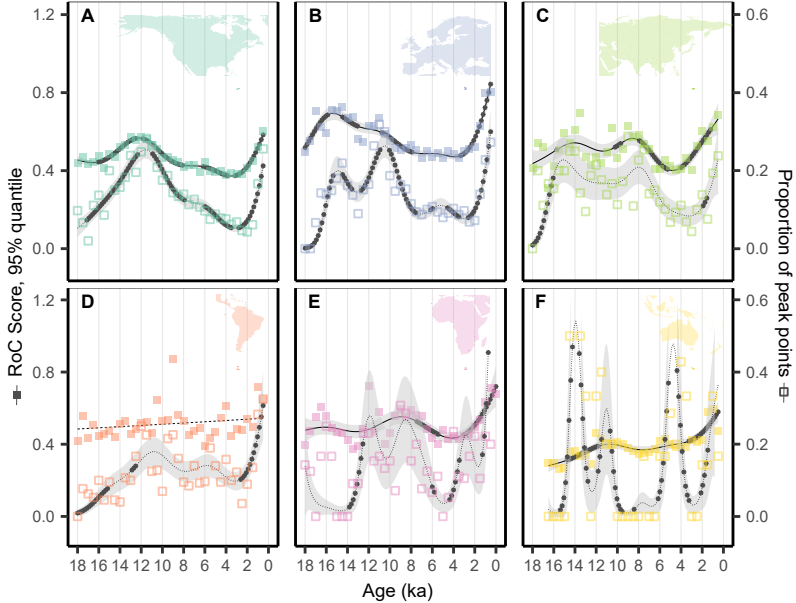 A
B
C
1.2
0.8
0.4
0.0
0.6
0.4
0.2
0.0
D
E
F
1.2
0.8
0.4
0.0
0.6
0.4
0.2
0.0
RoC Score, 95% quantile
Proportion of
peak points
18 16 14 12 10 8 6 4 2 0
18 16 14 12 10 8 6 4 2 0
18 16 14 12 10 8 6 4 2 0
Age (ka)